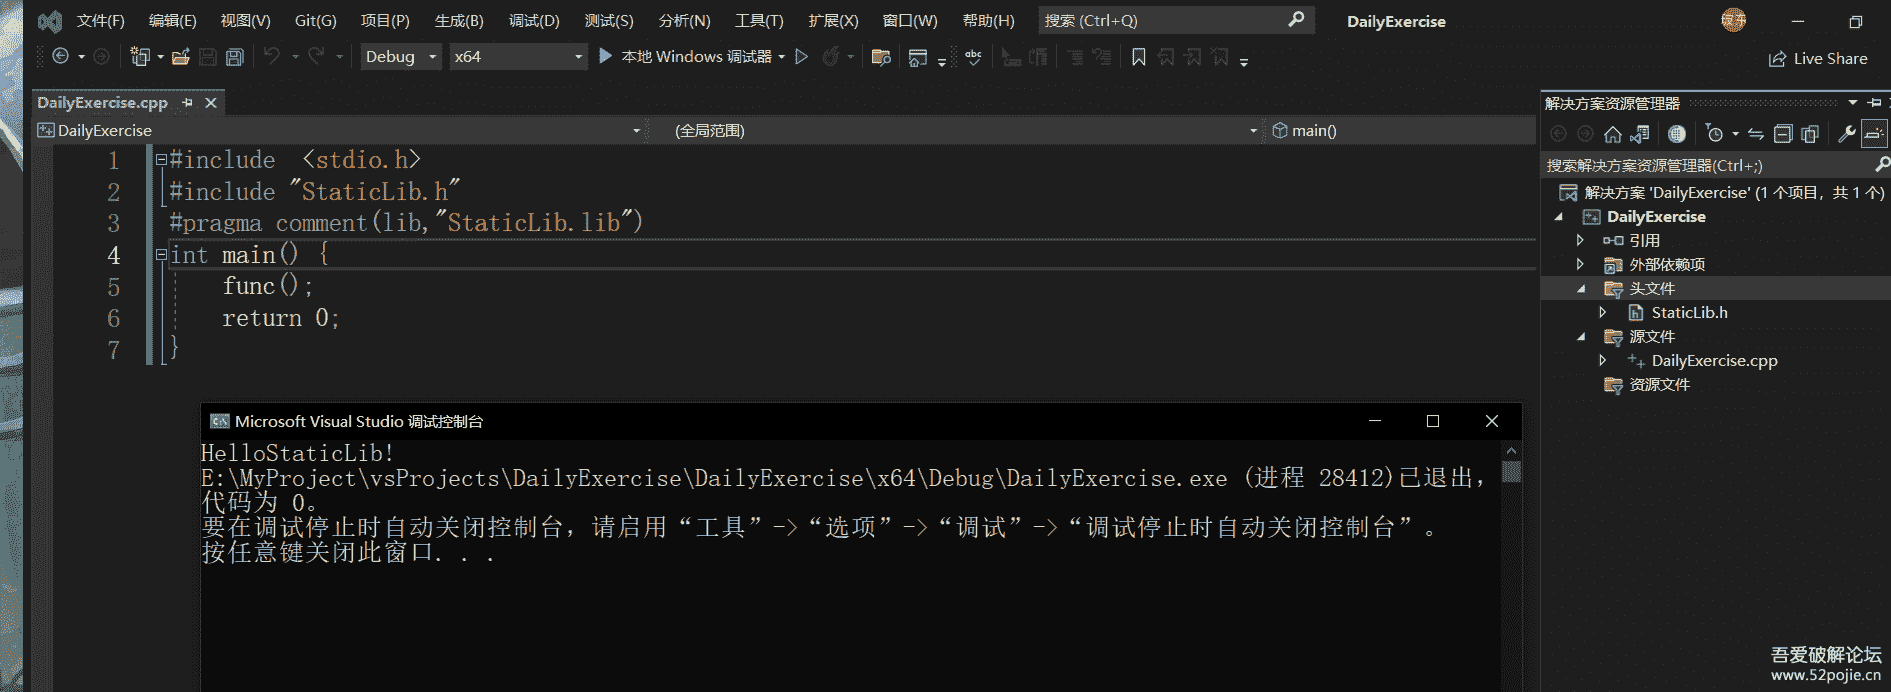 文件(F) 编辑(E) 视图(V) Git(G) 项目(P) 生成(B) 调试(D) 测试(S) 分析(N) 工具(T) 扩展(X) 窗口(W) 帮助(H) 搜索 (Ctrl+Q) DailyExercise
Debug x64 本地 Windows 调试器 abc Live Share
DailyExercise.cpp
DailyExercise (全局范围) main()
1 #include  <stdio.h>
2 #include "StaticLib.h"
3 #pragma comment(lib,"StaticLib.lib")
4 int main() {
5 func();
6 return 0;
7 }
Microsoft Visual Studio 调试控制台
HelloStaticLib!
E:\MyProject\vsProjects\DailyExercise\DailyExercise\x64\Debug\DailyExercise.exe (进程 28412)已退出，
代码为 0。
要在调试停止时自动关闭控制台，请启用“工具”->“选项”->“调试”->“调试停止时自动关闭控制台”。
按任意键关闭此窗口. . .
解决方案资源管理器
搜索解决方案资源管理器(Ctrl+;)
解决方案 'DailyExercise' (1 个项目，共 1 个)
DailyExercise
引用
外部依赖项
头文件
StaticLib.h
源文件
DailyExercise.cpp
资源文件
吾爱破解论坛
www.52pojie.cn